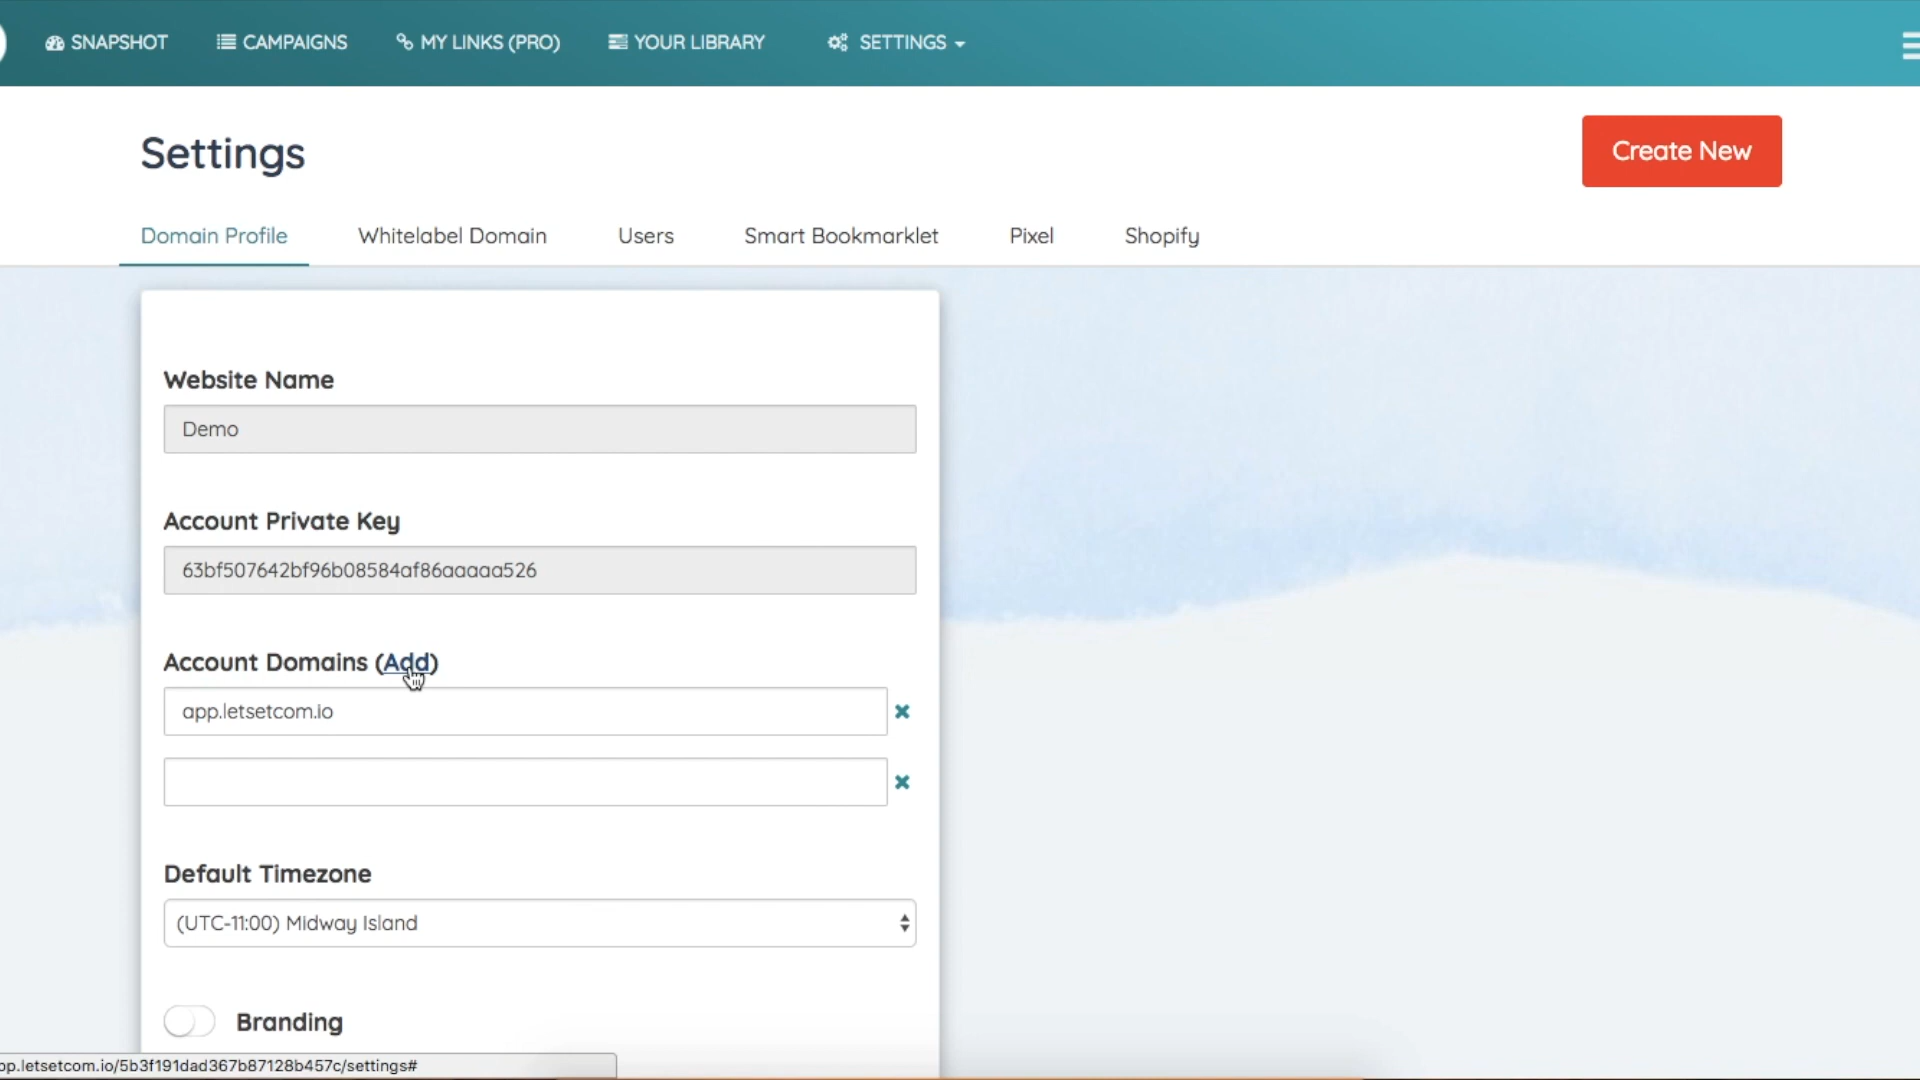 SNAPSHOT CAMPAIGNS MY LINKS (PRO) YOUR LIBRARY SETTINGS
Settings
Create New
Domain Profile Whitelabel Domain Users Smart Bookmarklet Pixel Shopify
Website Name
Demo
Account Private Key
63bf507642bf96b08584af86aaaaa526
Account Domains (Add)
app.letsetcom.io
Default Timezone
(UTC-11:00) Midway Island
Branding
pp.letsetcom.io/5b3f191dad367b87128b457c/settings#